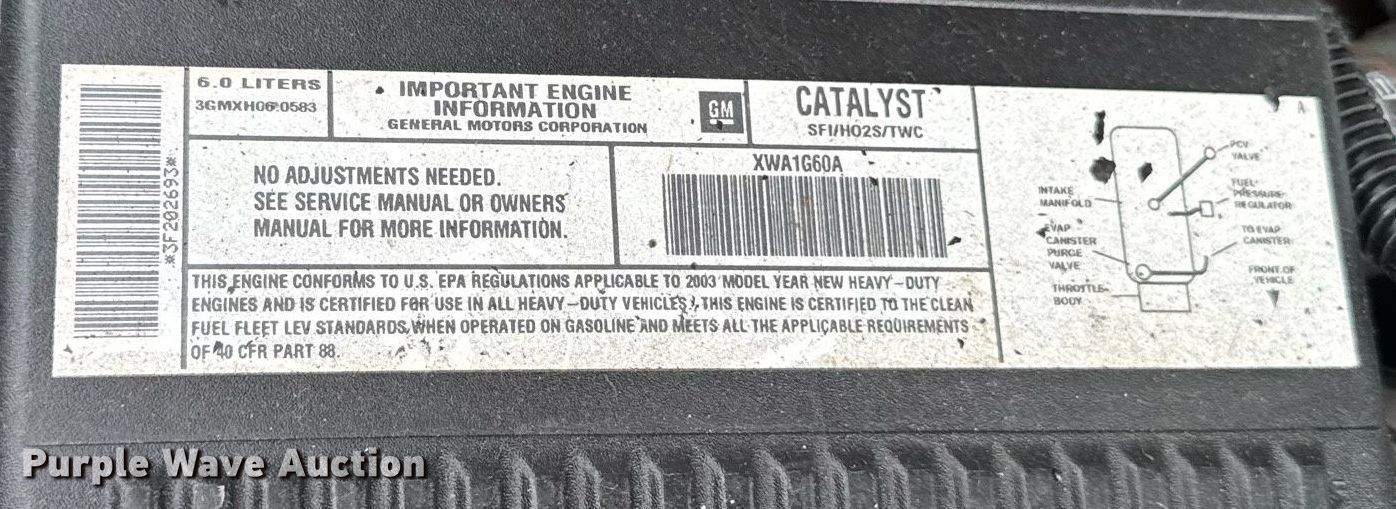 6.0 LITERS
3GMXH06.0583
IMPORTANT ENGINE
INFORMATION
GENERAL MOTORS CORPORATION
GM
CATALYST
SFI/HO2S/TWC
A
*3F202693*
NO ADJUSTMENTS NEEDED.
SEE SERVICE MANUAL OR OWNERS
MANUAL FOR MORE INFORMATION.
XWA1G60A
THIS ENGINE CONFORMS TO U.S. EPA REGULATIONS APPLICABLE TO 2003 MODEL YEAR NEW HEAVY-DUTY
ENGINES AND IS CERTIFIED FOR USE IN ALL HEAVY-DUTY VEHICLES. THIS ENGINE IS CERTIFIED TO THE CLEAN
FUEL FLEET LEV STANDARDS, WHEN OPERATED ON GASOLINE AND MEETS ALL THE APPLICABLE REQUIREMENTS
OF 40 CFR PART 88.
PCV
VALVE
FUEL
PRESSURE
REGULATOR
INTAKE
MANIFOLD
EVAP
CANISTER
PURGE
VALVE
TO EVAP
CANISTER
THROTTLE
BODY
FRONT OF
VEHICLE
Purple Wave Auction